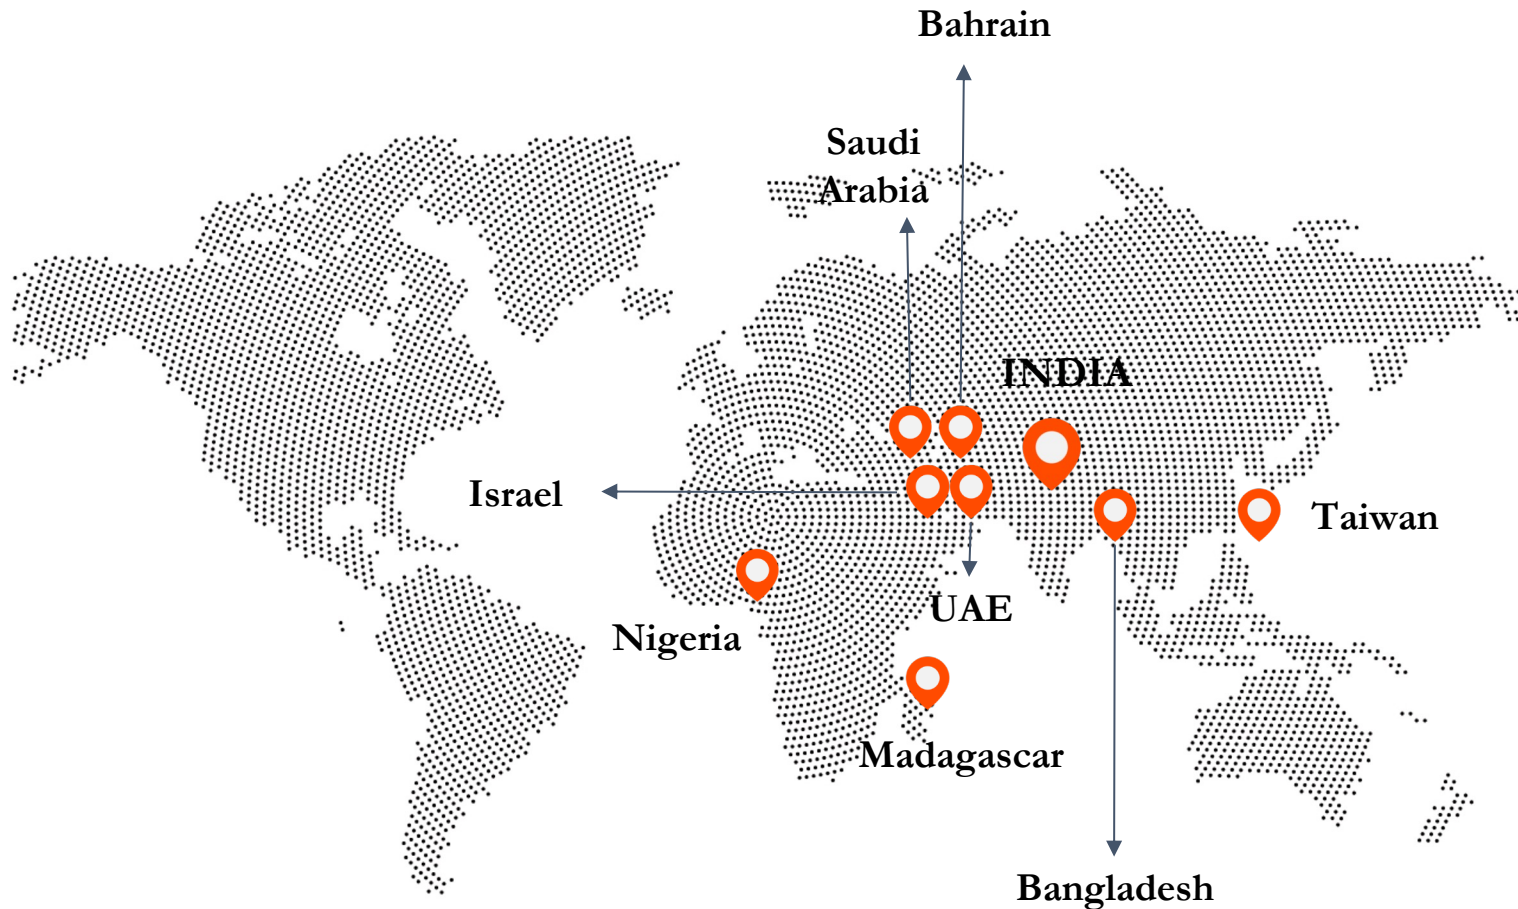 Bahrain
Saudi
Arabia
INDIA
Israel
Taiwan
UAE
Nigeria
Madagascar
Bangladesh